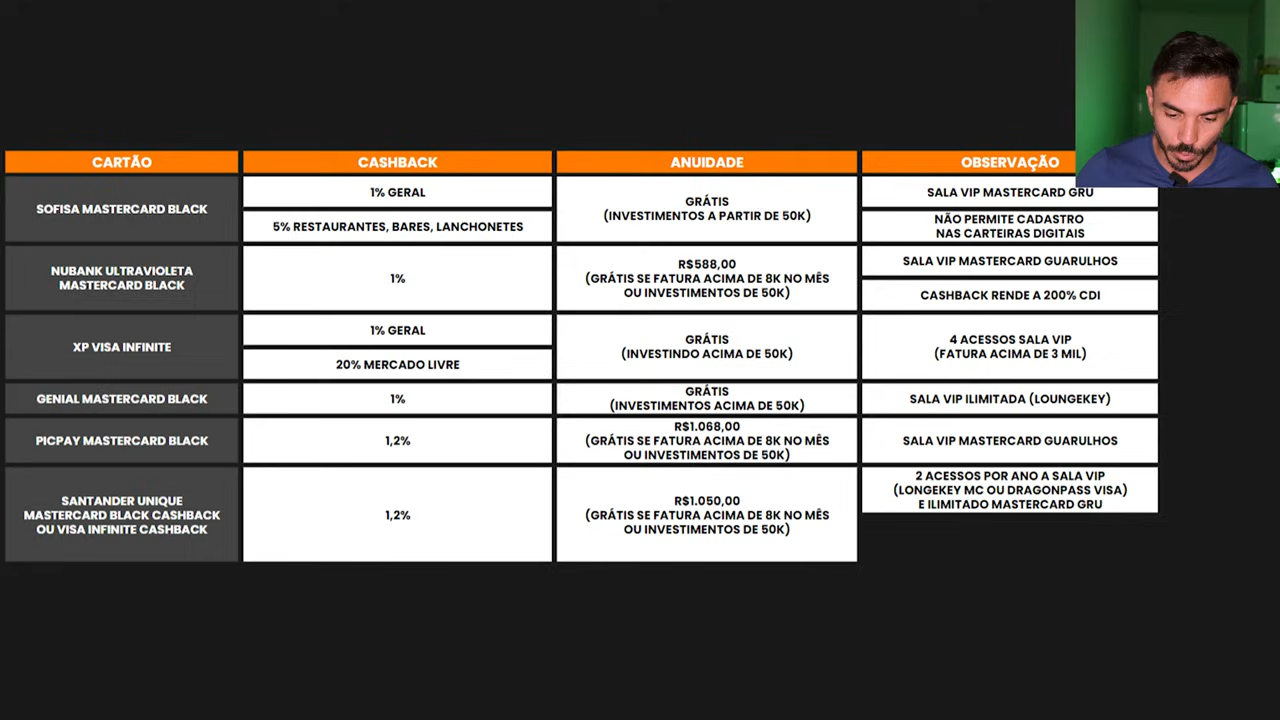 CARTÃO
CASHBACK
ANUIDADE
OBSERVAÇÃO
SOFISA MASTERCARD BLACK
1% GERAL
5% RESTAURANTES, BARES, LANCHONETES
GRÁTIS
(INVESTIMENTOS A PARTIR DE 50K)
SALA VIP MASTERCARD GRU
NÃO PERMITE CADASTRO
NAS CARTEIRAS DIGITAIS
NUBANK ULTRAVIOLETA
MASTERCARD BLACK
1%
R$588,00
(GRÁTIS SE FATURA ACIMA DE 8K NO MÊS
OU INVESTIMENTOS DE 50K)
SALA VIP MASTERCARD GUARULHOS
CASHBACK RENDE A 200% CDI
XP VISA INFINITE
1% GERAL
20% MERCADO LIVRE
GRÁTIS
(INVESTINDO ACIMA DE 50K)
4 ACESSOS SALA VIP
(FATURA ACIMA DE 3 MIL)
GENIAL MASTERCARD BLACK
1%
GRÁTIS
(INVESTIMENTOS ACIMA DE 50K)
SALA VIP ILIMITADA (LOUNGEKEY)
PICPAY MASTERCARD BLACK
1,2%
R$1.068,00
(GRÁTIS SE FATURA ACIMA DE 8K NO MÊS
OU INVESTIMENTOS DE 50K)
SALA VIP MASTERCARD GUARULHOS
SANTANDER UNIQUE
MASTERCARD BLACK CASHBACK
OU VISA INFINITE CASHBACK
1,2%
R$1.050,00
(GRÁTIS SE FATURA ACIMA DE 8K NO MÊS
OU INVESTIMENTOS DE 50K)
2 ACESSOS POR ANO A SALA VIP
(LONGEKEY MC OU DRAGONPASS VISA)
E ILIMITADO MASTERCARD GRU